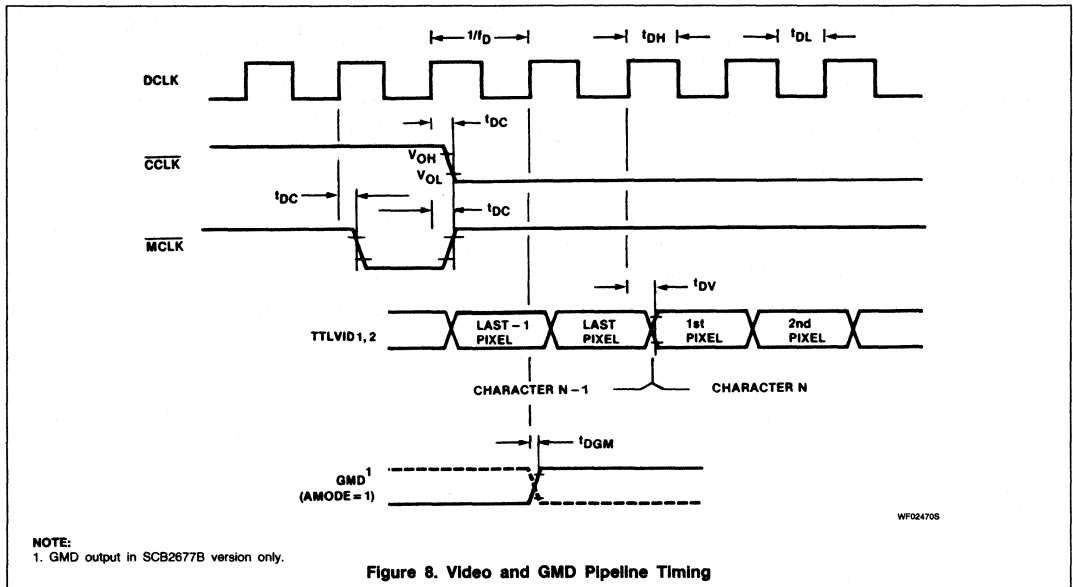 1/fD
tDH
tDL
DCLK
tDC
CCLK
VOH
VOL
tDC
tDC
MCLK
tDV
TTLVID1, 2
LAST – 1 PIXEL
LAST PIXEL
1st PIXEL
2nd PIXEL
CHARACTER N – 1
CHARACTER N
tDGM
GMD1
(AMODE = 1)
WF02470S
NOTE:
1. GMD output in SCB2677B version only.
Figure 8. Video and GMD Pipeline Timing